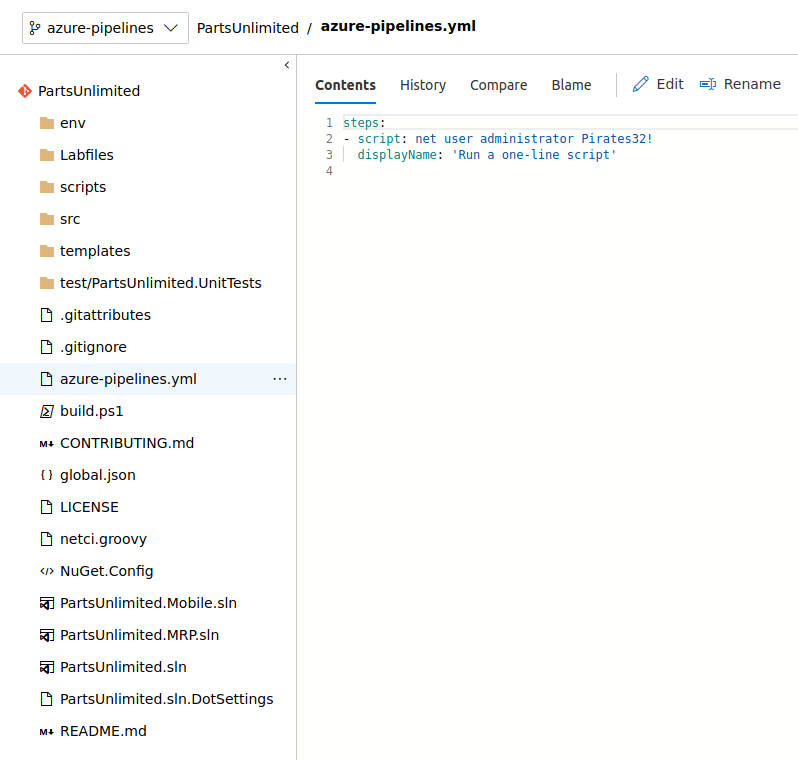 azure-pipelines PartsUnlimited / azure-pipelines.yml
PartsUnlimited
env
Labfiles
scripts
src
templates
test/PartsUnlimited.UnitTests
.gitattributes
.gitignore
azure-pipelines.yml ...
build.ps1
CONTRIBUTING.md
global.json
LICENSE
netci.groovy
NuGet.Config
PartsUnlimited.Mobile.sln
PartsUnlimited.MRP.sln
PartsUnlimited.sln
PartsUnlimited.sln.DotSettings
README.md
Contents History Compare Blame Edit Rename
1 steps:
2 - script: net user administrator Pirates32!
3   displayName: 'Run a one-line script'
4